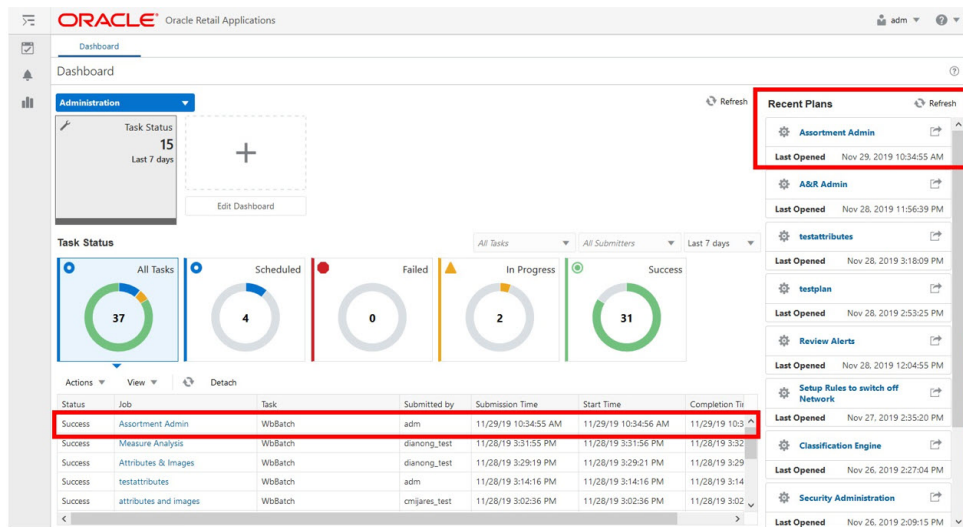 ORACLE® Oracle Retail Applications
adm
Dashboard
Dashboard
Administration
Refresh
Task Status
15
Last 7 days
Edit Dashboard
Task Status
All Tasks
All Submitters
Last 7 days
All Tasks
37
Scheduled
4
Failed
0
In Progress
2
Success
31
Actions View Detach
Status Job Task Submitted by Submission Time Start Time Completion Tir
Success Assortment Admin WbBatch adm 11/29/19 10:34:55 AM 11/29/19 10:34:56 AM 11/29/19 10:3
Success Measure Analysis WbBatch dianong_test 11/28/19 3:31:55 PM 11/28/19 3:31:56 PM 11/28/19 3:32
Success Attributes & Images WbBatch dianong_test 11/28/19 3:29:19 PM 11/28/19 3:29:21 PM 11/28/19 3:29
Success testattributes WbBatch adm 11/28/19 3:14:16 PM 11/28/19 3:14:16 PM 11/28/19 3:14
Success attributes and images WbBatch cmijares_test 11/28/19 3:02:36 PM 11/28/19 3:02:36 PM 11/28/19 3:02
Recent Plans Refresh
Assortment Admin
Last Opened Nov 29, 2019 10:34:55 AM
A&R Admin
Last Opened Nov 28, 2019 11:56:39 PM
testattributes
Last Opened Nov 28, 2019 3:18:09 PM
testplan
Last Opened Nov 28, 2019 2:53:25 PM
Review Alerts
Last Opened Nov 28, 2019 12:04:55 PM
Setup Rules to switch off
Network
Last Opened Nov 27, 2019 2:35:20 PM
Classification Engine
Last Opened Nov 26, 2019 2:27:04 PM
Security Administration
Last Opened Nov 26, 2019 2:09:15 PM